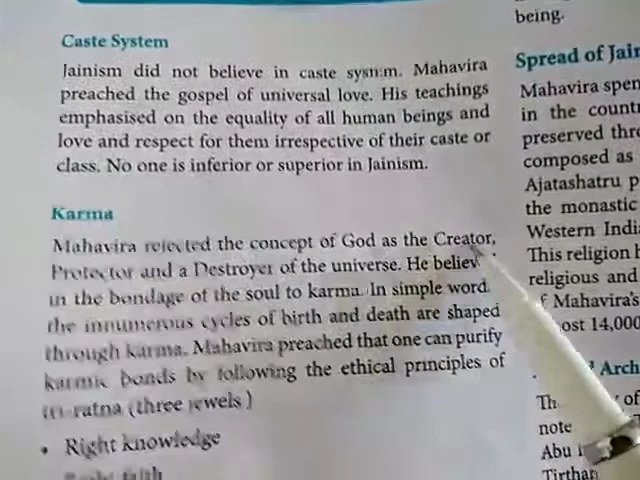 Caste System
Jainism did not believe in caste system. Mahavira
preached the gospel of universal love. His teachings
emphasised on the equality of all human beings and
love and respect for them irrespective of their caste or
class. No one is inferior or superior in Jainism.
Karma
Mahavira rejected the concept of God as the Creator,
Protector and a Destroyer of the universe. He believ
in the bondage of the soul to karma. In simple word
the innumerous cycles of birth and death are shaped
through karma. Mahavira preached that one can purify
karmic bonds by following the ethical principles of
tri-ratna (three jewels)
• Right knowledge
Right faith
being.
Spread of Jain
Mahavira spen
in the count
preserved thro
composed as
Ajatashatru p
the monastic
Western Indi
This religion h
religious and
f Mahavira's
ost 14,000
d Arch
Th of
note
Abu
Tirthan